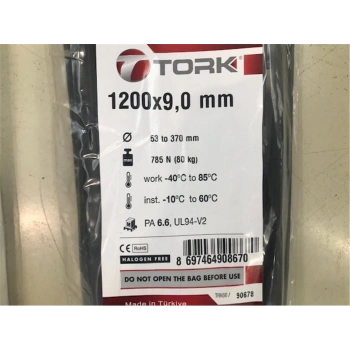 TORK
1200x9,0 mm
Ø 53 to 370 mm
max 785 N (80 kg)
work -40°C to 85°C
inst. -10°C to 60°C
PA 6.6, UL94-V2
CE RoHS
HALOGEN FREE
8 697464 908670
DO NOT OPEN THE BAG BEFORE USE
Made in Türkiye
90678